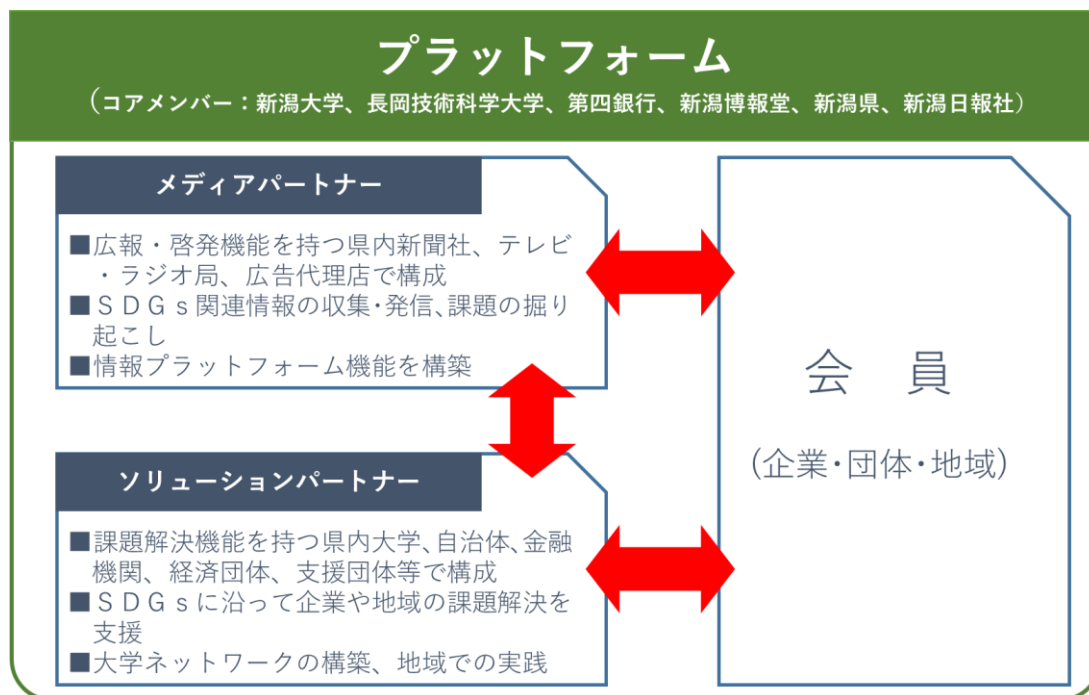 プラットフォーム
（コアメンバー：新潟大学、長岡技術科学大学、第四銀行、新潟博報堂、新潟県、新潟日報社）
メディアパートナー
■広報・啓発機能を持つ県内新聞社、テレビ
・ラジオ局、広告代理店で構成
■ＳＤＧｓ関連情報の収集・発信、課題の掘り
起こし
■情報プラットフォーム機能を構築
ソリューションパートナー
■課題解決機能を持つ県内大学、自治体、金融
機関、経済団体、支援団体等で構成
■ＳＤＧｓに沿って企業や地域の課題解決を
支援
■大学ネットワークの構築、地域での実践
会　員
（企業・団体・地域）